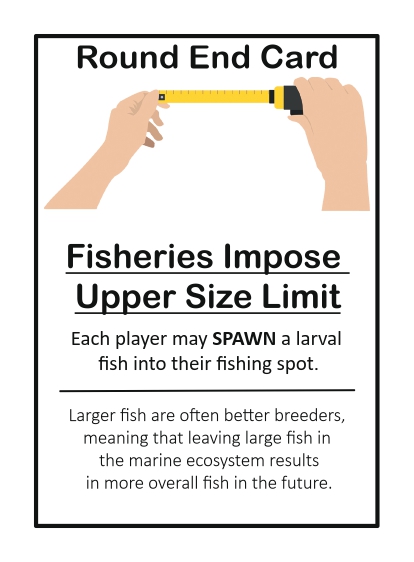 Round End Card
Fisheries Impose
Upper Size Limit
Each player may SPAWN a larval
fish into their fishing spot.
Larger fish are often better breeders,
meaning that leaving large fish in
the marine ecosystem results
in more overall fish in the future.